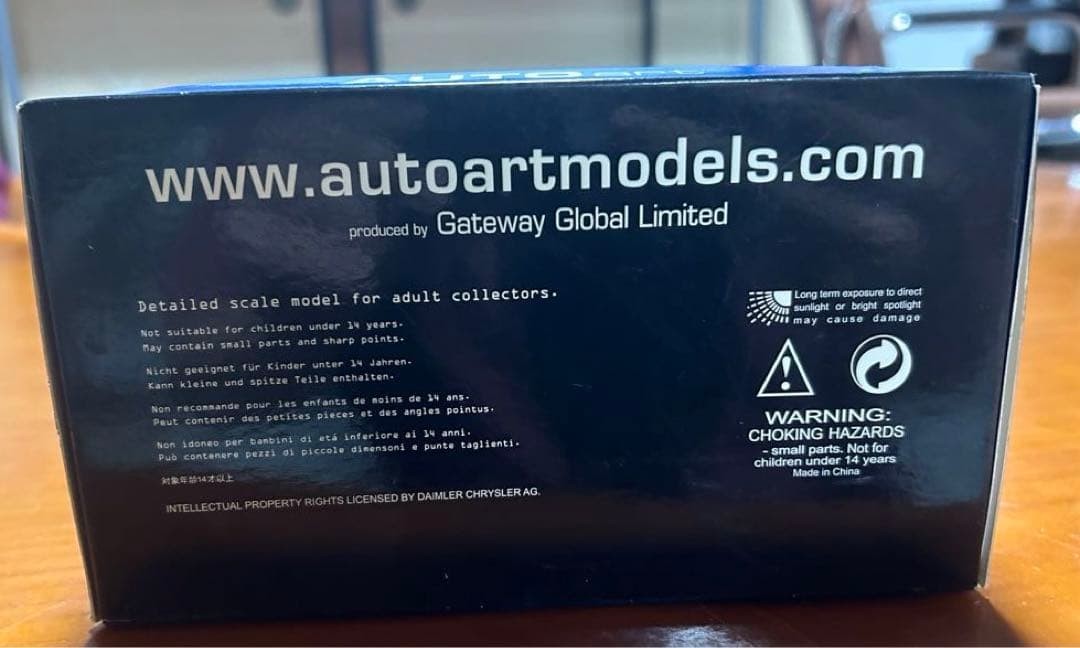 AUTOart
www.autoartmodels.com
produced by Gateway Global Limited
Detailed scale model for adult collectors.
Not suitable for children under 14 years.
May contain small parts and sharp points.
Nicht geeignet für Kinder unter 14 Jahren.
Kann kleine und spitze Teile enthalten.
Non recommande pour les enfants de moins de 14 ans.
Peut contenir des petites pieces et des angles pointus.
Non idoneo per bambini di etá inferiore ai 14 anni.
Puó contenere pezzi di piccole dimensoni e punte taglienti.
対象年齢14才以上
INTELLECTUAL PROPERTY RIGHTS LICENSED BY DAIMLER CHRYSLER AG.
Long term exposure to direct
sunlight or bright spotlight
may cause damage
WARNING:
CHOKING HAZARDS
- small parts. Not for
children under 14 years
Made in China